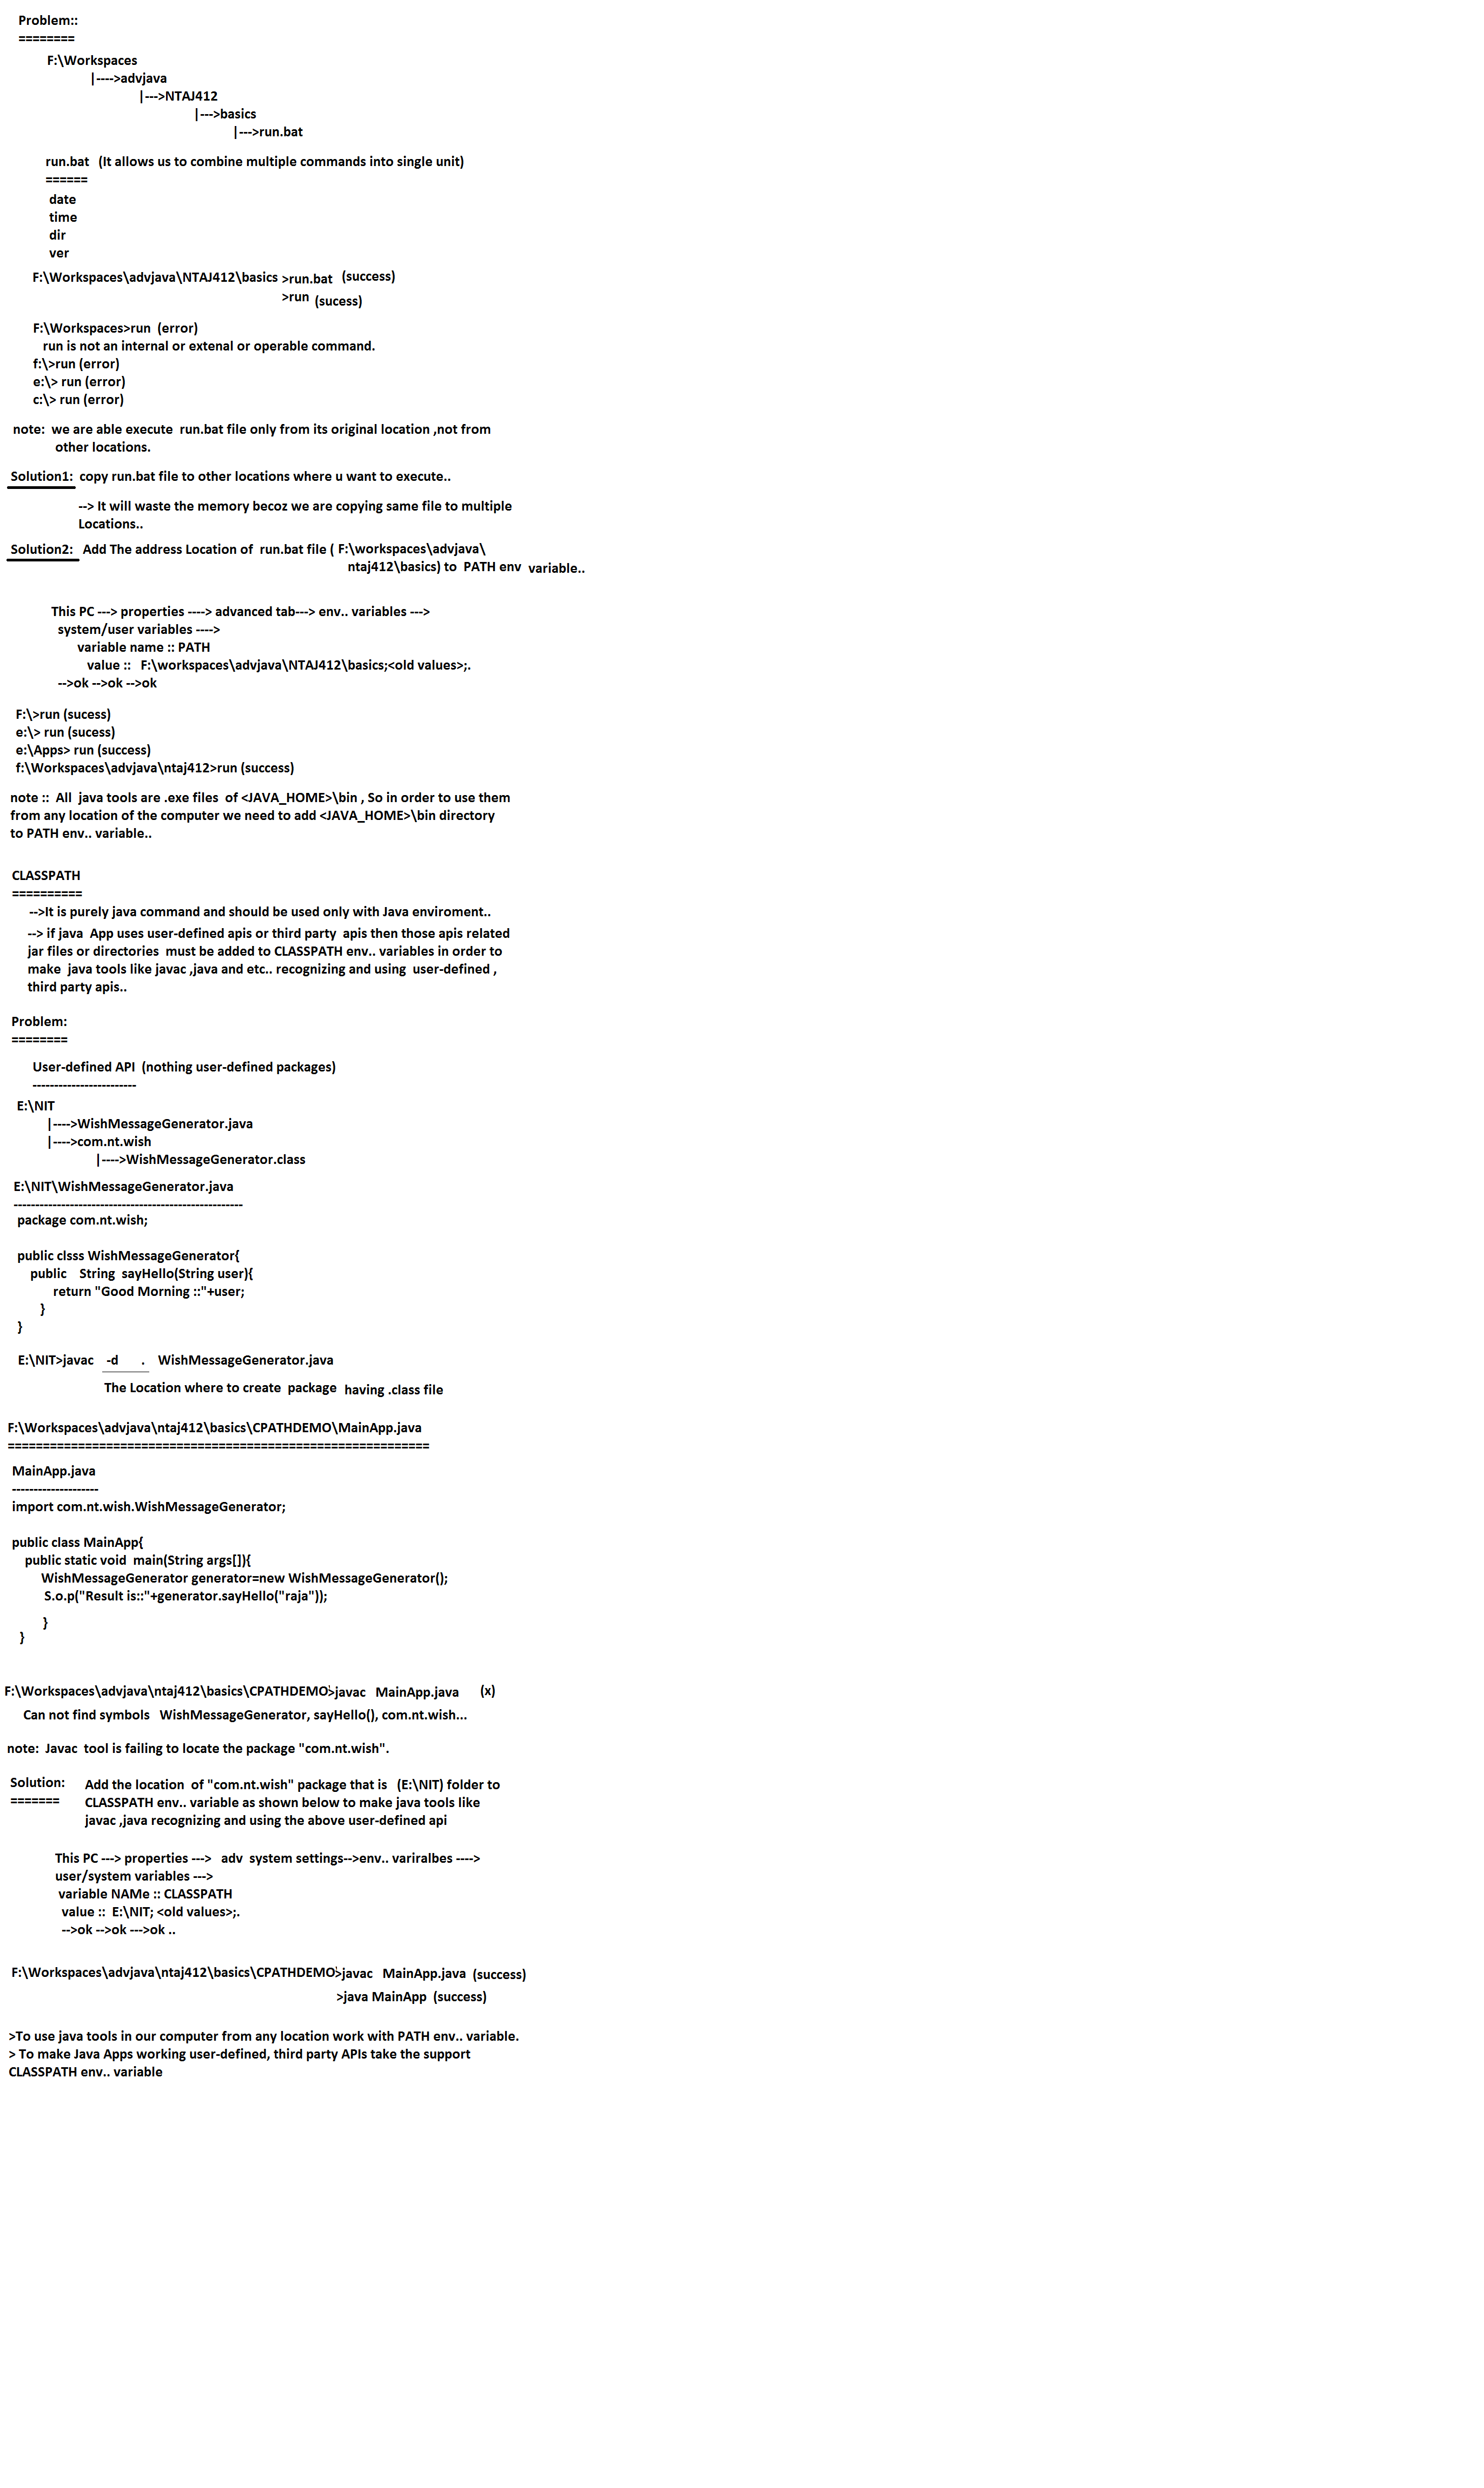 Problem::
========
F:\Workspaces
|---->advjava
|--->NTAJ412
|--->basics
|--->run.bat
run.bat (It allows us to combine multiple commands into single unit)
======
date
time
dir
ver
F:\Workspaces\advjava\NTAJ412\basics >run.bat (success)
>run (sucess)
F:\Workspaces>run (error)
run is not an internal or extenal or operable command.
f:\>run (error)
e:\> run (error)
c:\> run (error)
note: we are able execute run.bat file only from its original location ,not from
other locations.
Solution1: copy run.bat file to other locations where u want to execute..
--> It will waste the memory becoz we are copying same file to multiple
Locations..
Solution2: Add The address Location of run.bat file ( F:\workspaces\advjava\
ntaj412\basics) to PATH env variable..
This PC ---> properties ----> advanced tab---> env.. variables --->
system/user variables ---->
variable name :: PATH
value :: F:\workspaces\advjava\NTAJ412\basics;<old values>;.
-->ok -->ok -->ok
F:\>run (sucess)
e:\> run (sucess)
e:\Apps> run (success)
f:\Workspaces\advjava\ntaj412>run (success)
note :: All java tools are .exe files of <JAVA_HOME>\bin , So in order to use them
from any location of the computer we need to add <JAVA_HOME>\bin directory
to PATH env.. variable..
CLASSPATH
==========
-->It is purely java command and should be used only with Java enviroment..
--> if java App uses user-defined apis or third party apis then those apis related
jar files or directories must be added to CLASSPATH env.. variables in order to
make java tools like javac ,java and etc.. recognizing and using user-defined ,
third party apis..
Problem:
========
User-defined API (nothing user-defined packages)
------------------------
E:\NIT
|---->WishMessageGenerator.java
|---->com.nt.wish
|---->WishMessageGenerator.class
E:\NIT\WishMessageGenerator.java
-----------------------------------------------------
package com.nt.wish;
public clsss WishMessageGenerator{
public String sayHello(String user){
return "Good Morning ::"+user;
}
}
E:\NIT>javac -d . WishMessageGenerator.java
The Location where to create package having .class file
F:\Workspaces\advjava\ntaj412\basics\CPATHDEMO\MainApp.java
============================================================
MainApp.java
--------------------
import com.nt.wish.WishMessageGenerator;
public class MainApp{
public static void main(String args[]){
WishMessageGenerator generator=new WishMessageGenerator();
S.o.p("Result is::"+generator.sayHello("raja"));
}
}
F:\Workspaces\advjava\ntaj412\basics\CPATHDEMO>javac MainApp.java (x)
Can not find symbols WishMessageGenerator, sayHello(), com.nt.wish...
note: Javac tool is failing to locate the package "com.nt.wish".
Solution: Add the location of "com.nt.wish" package that is (E:\NIT) folder to
======= CLASSPATH env.. variable as shown below to make java tools like
javac ,java recognizing and using the above user-defined api
This PC ---> properties ---> adv system settings-->env.. variralbes ---->
user/system variables --->
variable NAMe :: CLASSPATH
value :: E:\NIT; <old values>;.
-->ok -->ok --->ok ..
F:\Workspaces\advjava\ntaj412\basics\CPATHDEMO>javac MainApp.java (success)
>java MainApp (success)
>To use java tools in our computer from any location work with PATH env.. variable.
> To make Java Apps working user-defined, third party APIs take the support
CLASSPATH env.. variable